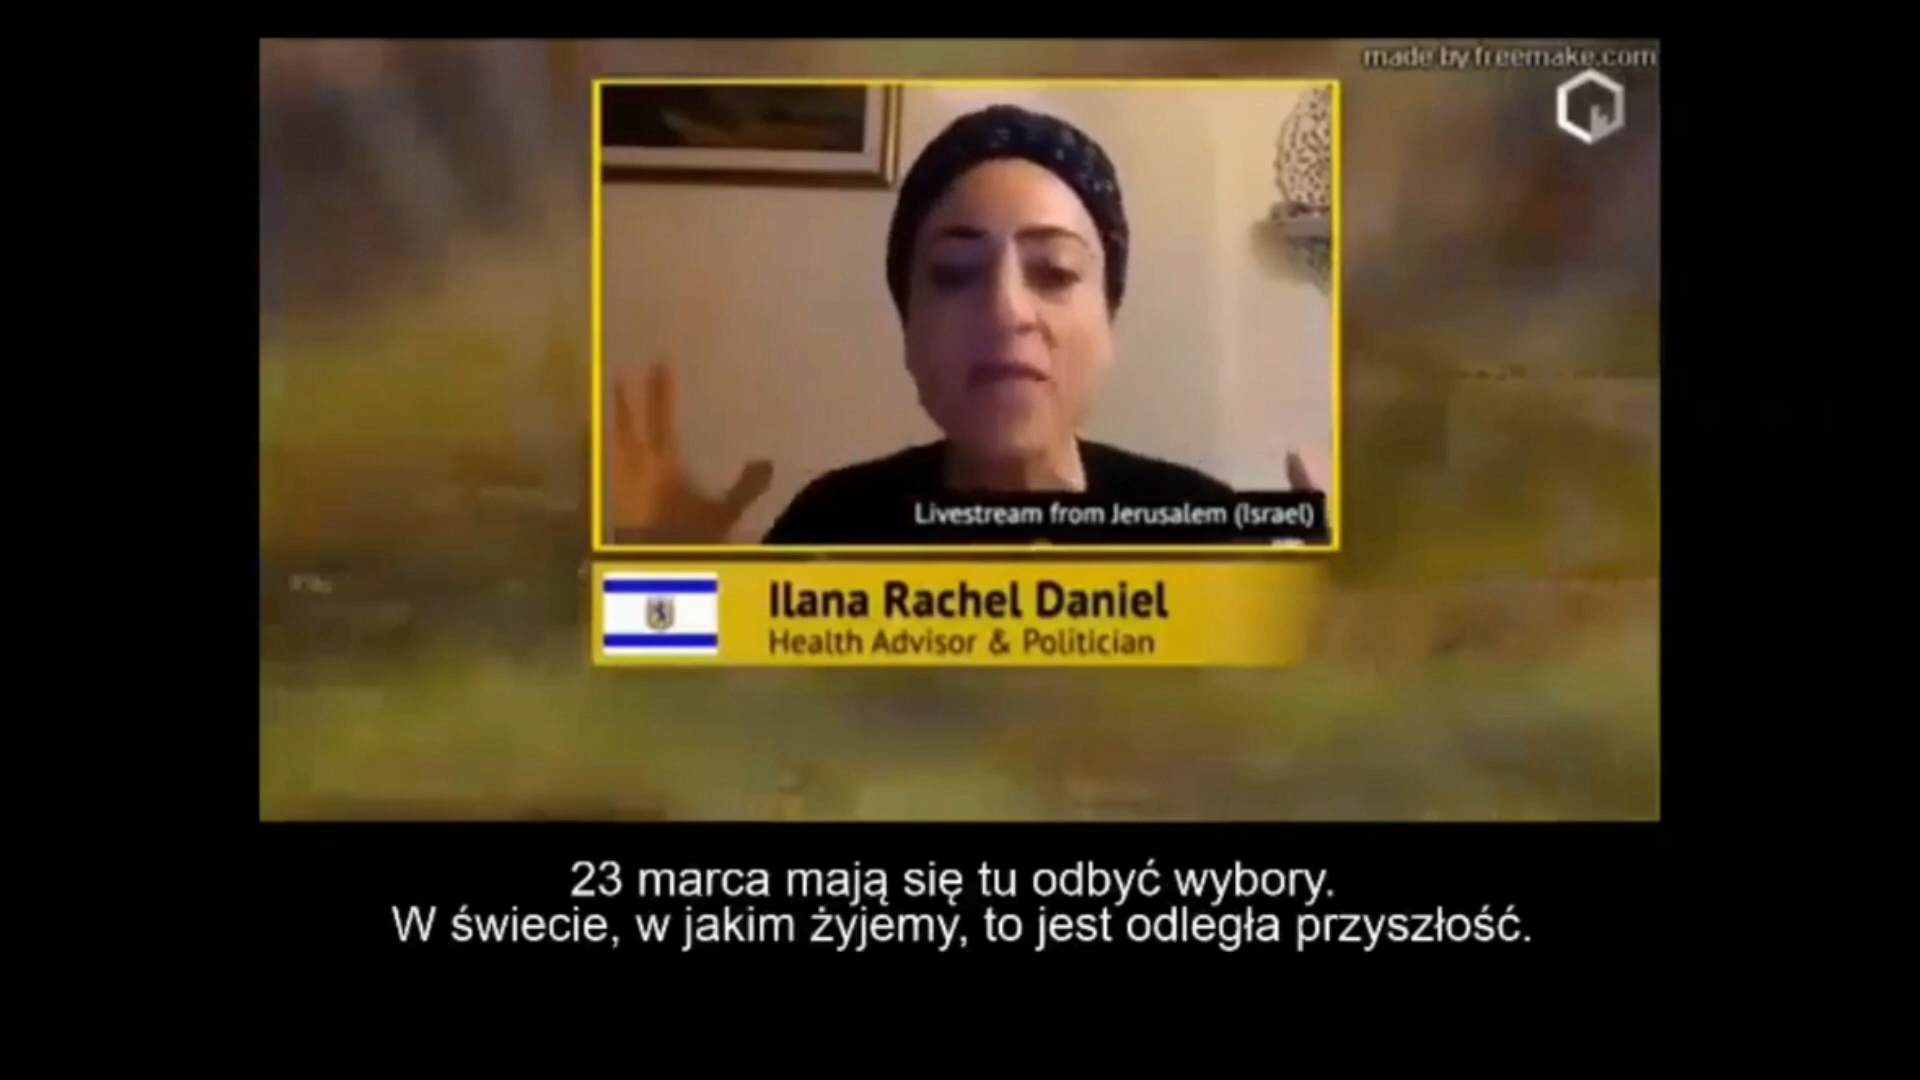 made by freemake.com
Livestream from Jerusalem (Israel)
Ilana Rachel Daniel
Health Advisor & Politician
23 marca mają się tu odbyć wybory.
W świecie, w jakim żyjemy, to jest odległa przyszłość.